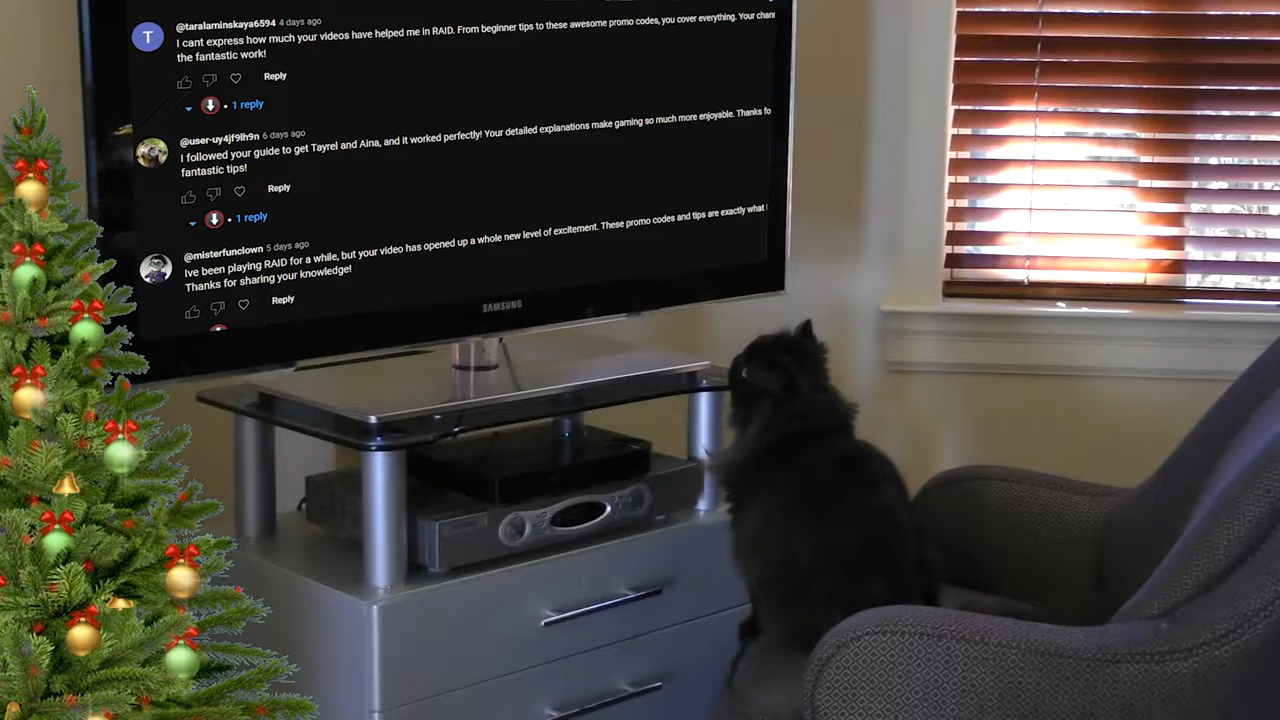 T
@taralaminskaya6594 4 days ago
I cant express how much your videos have helped me in RAID. From beginner tips to these awesome promo codes, you cover everything. Your
the fantastic work!
Reply
1 reply
@user-uy4jf9lh9n 6 days ago
I followed your guide to get Tayrel and Aina, and it worked perfectly! Your detailed explanations make gaming so much more enjoyable. Thanks
fantastic tips!
Reply
1 reply
@misterfunclown 5 days ago
Ive been playing RAID for a while, but your video has opened up a whole new level of excitement. These promo codes and tips are exactly what
Thanks for sharing your knowledge!
Reply
SAMSUNG